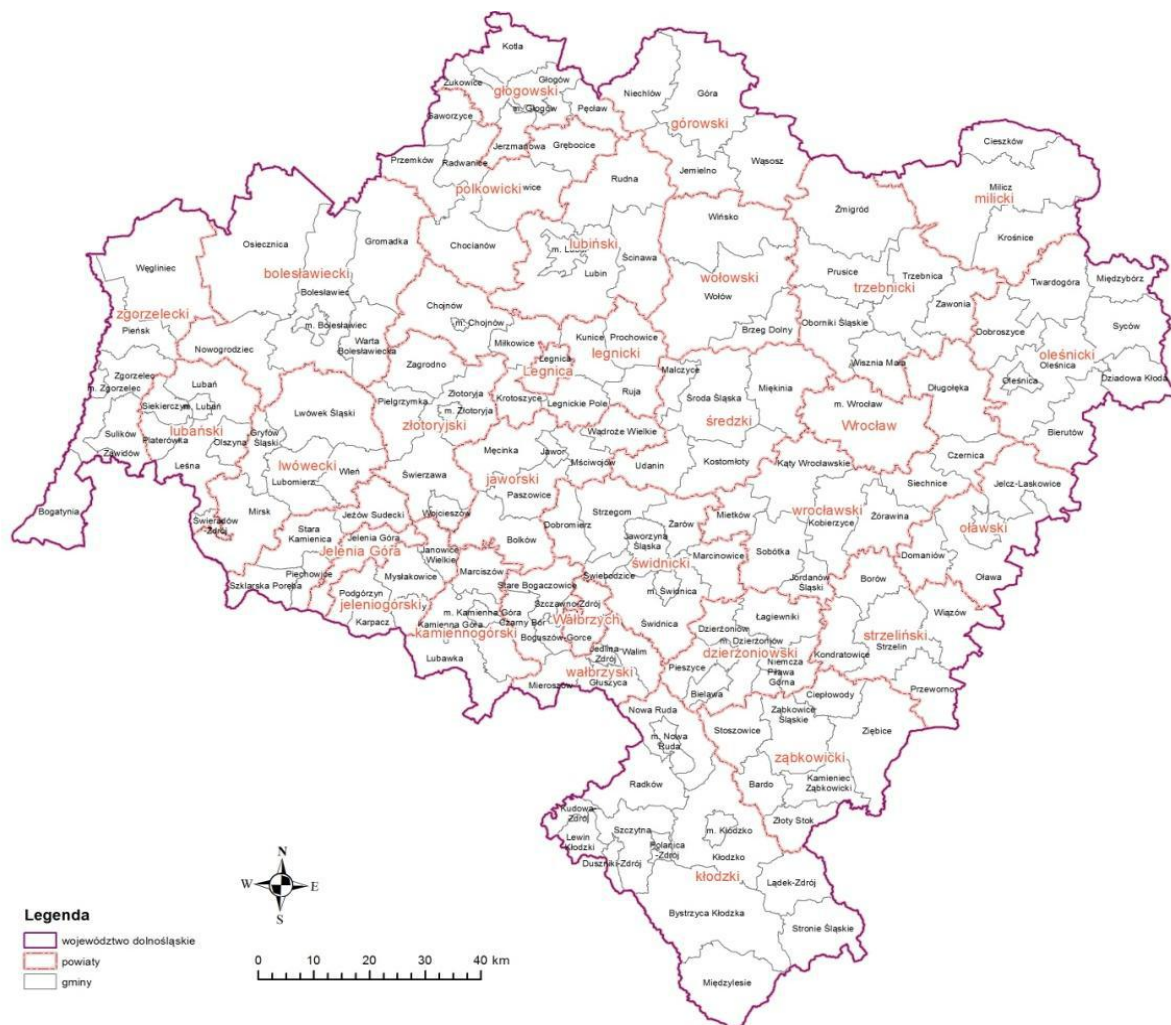 Kotla
Żukowice
Głogów
głogowski
m. Głogów
Pęcław
Niechlów
Góra
górowski
Gaworzyce
Jerzmanowa
Grębocice
Przemków
Radwanice
polkowicki
Rudna
Jemielno
Wąsosz
Cieszków
Milicz
milicki
Krośnice
Żmigród
Wińsko
Osiecznica
Gromadka
Chocianów
lubiński
Lubin
Ścinawa
wołowski
Wołów
Prusice
Trzebnica
trzebnicki
Zawonia
Twardogóra
Międzybórz
Węgliniec
bolesławiecki
Bolesławiec
m. Bolesławiec
zgorzelecki
Pieńsk
Nowogrodziec
Warta
Bolesławiecka
Chojnów
m. Chojnów
Miłkowice
Kunice
Prochowice
legnicki
Brzeg Dolny
Oborniki Śląskie
Wisznia Mała
Dobroszyce
Syców
oleśnicki
Oleśnica
Oleśnica
Dziadowa Kłoda
Długołęka
Zgorzelec
m. Zgorzelec
Lubań
Siekierczyn
m. Lubań
lubański
Sulików
Platerówka
Zawidów
Olszyna
Leśna
Gryfów
Śląski
Lwówek Śląski
Zagrodno
Legnica
Legnica
Krotoszyce
Legnickie Pole
Ruja
Malczyce
Środa Śląska
Miękinia
średzki
m. Wrocław
Wrocław
Bierutów
Pielgrzymka
Złotoryja
m. Złotoryja
złotoryjski
Wądroże Wielkie
Męcinka
Jawor
Mściwojów
Udanin
Kostomłoty
Kąty Wrocławskie
Czernica
Siechnice
Jelcz-Laskowice
lwówecki
Wleń
Lubomierz
Świerzawa
jaworski
Paszowice
Bogatynia
Mirsk
Świeradów
-Zdrój
Jeżów Sudecki
Wojcieszów
Bolków
Dobromierz
Strzegom
Żarów
Jaworzyna
Śląska
Mietków
wrocławski
Kobierzyce
Żórawina
oławski
Stara
Kamienica
Jelenia Góra
Jelenia Góra
Janowice
Wielkie
Marciszów
Świebodzice
świdnicki
Marcinowice
Sobótka
Domaniów
Oława
Szklarska Poręba
Piechowice
Mysłakowice
Podgórzyn
jeleniogórski
Karpacz
Stare Bogaczowice
Szczawno-Zdrój
m. Kamienna Góra
Kamienna Góra
kamiennogórski
Czarny Bór
Wałbrzych
m. Świdnica
Świdnica
Jordanów
Śląski
Borów
Wiązów
Łagiewniki
Dzierżoniów
m. Dzierżoniów
dzierżoniowski
strzeliński
Strzelin
Kondratowice
Lubawka
Boguszów-Gorce
Jedlina
-Zdrój
Walim
wałbrzyski
Głuszyca
Mieroszów
Pieszyce
Bielawa
Niemcza
Piława
Górna
Ciepłowody
Przeworno
Nowa Ruda
m. Nowa
Ruda
Stoszowice
Ząbkowice
Śląskie
Ziębice
ząbkowicki
Radków
Bardo
Kamieniec
Ząbkowicki
Złoty Stok
Kudowa-
Zdrój
Lewin
Kłodzki
Szczytna
Duszniki-Zdrój
Polanica
-Zdrój
m. Kłodzko
Kłodzko
kłodzki
Lądek-Zdrój
Bystrzyca Kłodzka
Stronie Śląskie
Międzylesie
N
W
E
S
Legenda
województwo dolnośląskie
powiaty
gminy
0 10 20 30 40 km